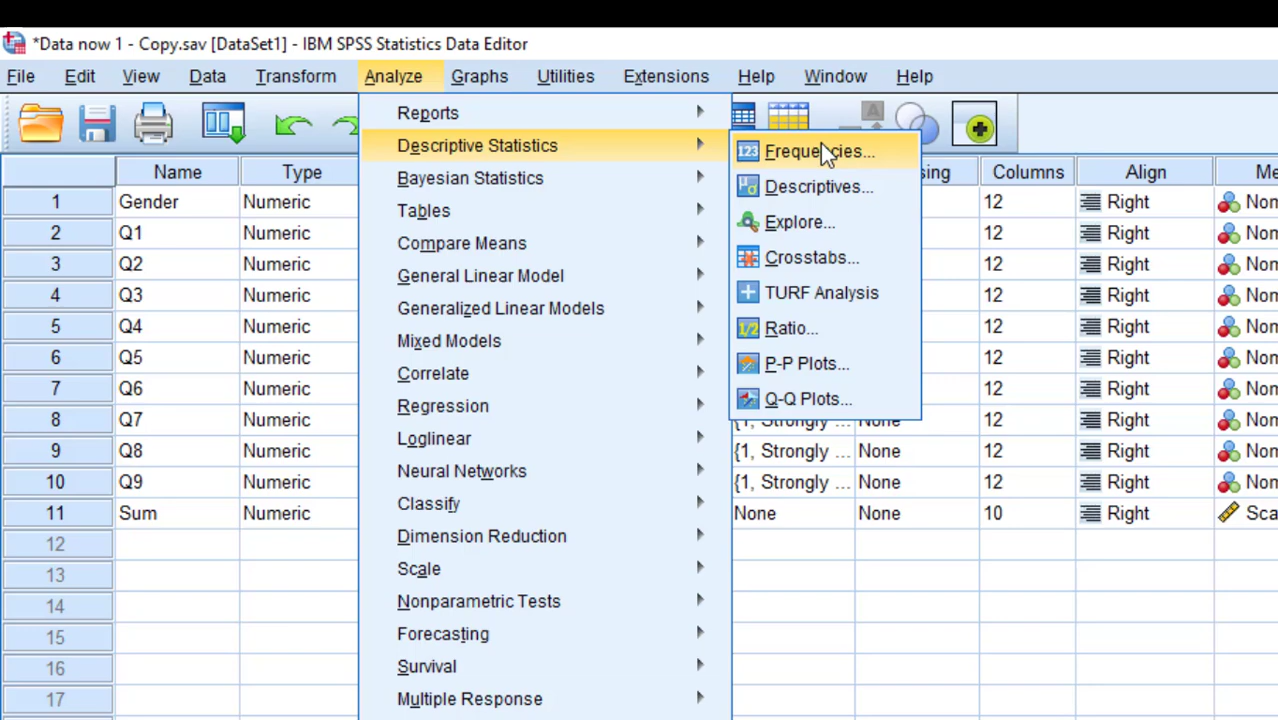 *Data now 1 - Copy.sav [DataSet1] - IBM SPSS Statistics Data Editor
File Edit View Data Transform Analyze Graphs Utilities Extensions Help Window Help
A
Name Type Columns Align
1 Gender Numeric 12 Right
2 Q1 Numeric 12 Right
3 Q2 Numeric 12 Right
4 Q3 Numeric 12 Right
5 Q4 Numeric 12 Right
6 Q5 Numeric 12 Right
7 Q6 Numeric 12 Right
8 Q7 Numeric {1, Strongly ... None 12 Right
9 Q8 Numeric {1, Strongly ... None 12 Right
10 Q9 Numeric {1, Strongly ... None 12 Right
11 Sum Numeric None None 10 Right
12
13
14
15
16
17
Reports
Descriptive Statistics
Bayesian Statistics
Tables
Compare Means
General Linear Model
Generalized Linear Models
Mixed Models
Correlate
Regression
Loglinear
Neural Networks
Classify
Dimension Reduction
Scale
Nonparametric Tests
Forecasting
Survival
Multiple Response
123 Frequencies...
Descriptives...
Explore...
Crosstabs...
TURF Analysis
1/2 Ratio...
P-P Plots...
Q-Q Plots...